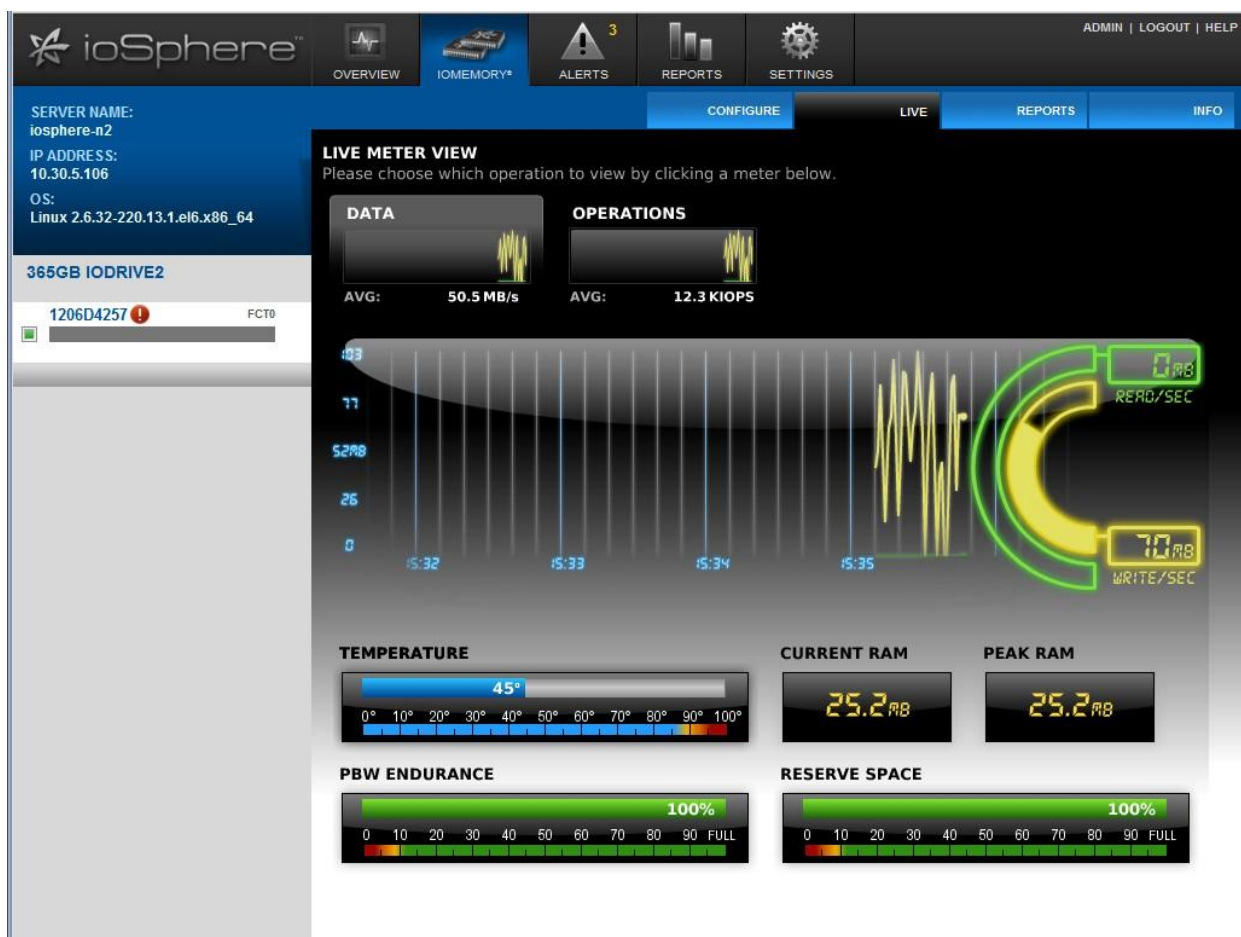 ioSphere™
OVERVIEW
IOMEMORY®
ALERTS
3
REPORTS
SETTINGS
ADMIN | LOGOUT | HELP
SERVER NAME:
iosphere-n2
IP ADDRESS:
10.30.5.106
OS:
Linux 2.6.32-220.13.1.el6.x86_64
CONFIGURE
LIVE
REPORTS
INFO
365GB IODRIVE2
1206D4257
FCT0
LIVE METER VIEW
Please choose which operation to view by clicking a meter below.
DATA
AVG: 50.5 MB/s
OPERATIONS
AVG: 12.3 KIOPS
103
77
52MB
26
0
15:32 15:33 15:34 15:35
0MB
READ/SEC
70MB
WRITE/SEC
TEMPERATURE
45°
0° 10° 20° 30° 40° 50° 60° 70° 80° 90° 100°
CURRENT RAM
25.2MB
PEAK RAM
25.2MB
PBW ENDURANCE
100%
0 10 20 30 40 50 60 70 80 90 FULL
RESERVE SPACE
100%
0 10 20 30 40 50 60 70 80 90 FULL